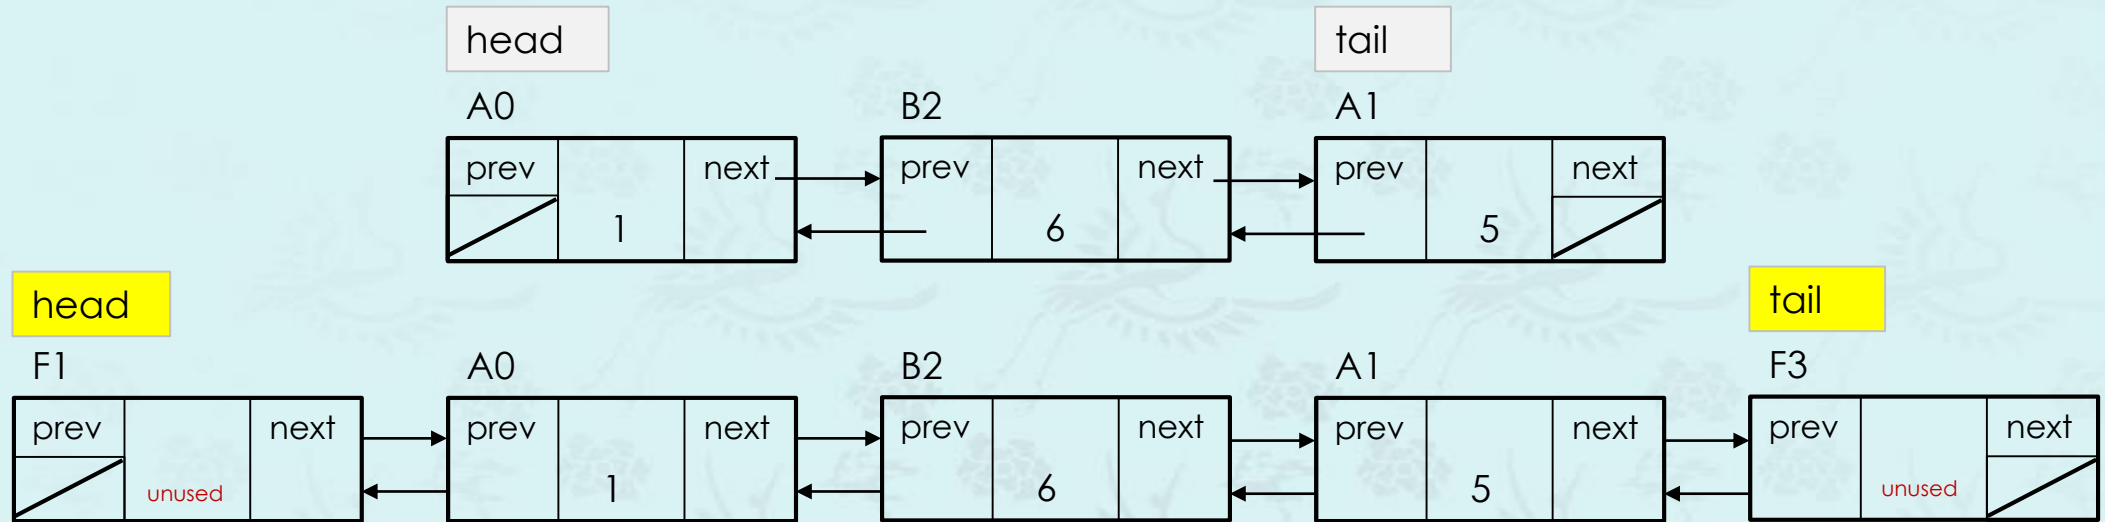 head tail
A0 B2 A1
prev next prev next prev next
1 6 5
head tail
F1 A0 B2 A1 F3
prev next prev next prev next prev next prev next
unused 1 6 5 unused